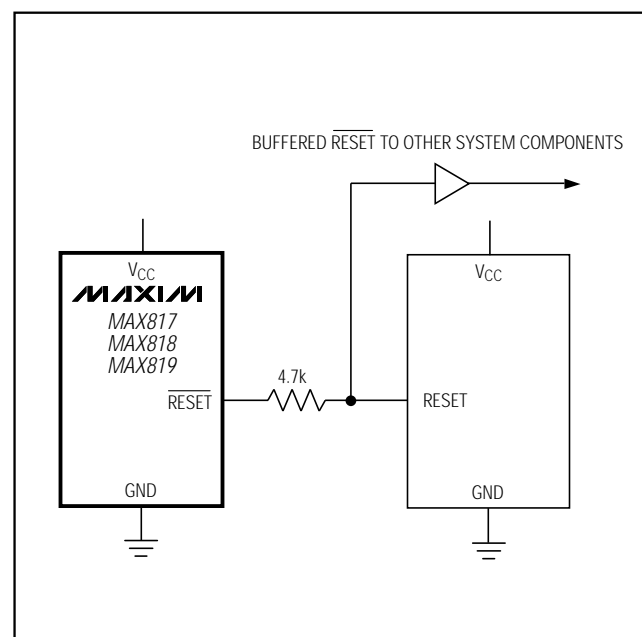 BUFFERED RESET TO OTHER SYSTEM COMPONENTS
VCC
MAXIM
MAX817
MAX818
MAX819
RESET
GND
4.7k
VCC
RESET
GND